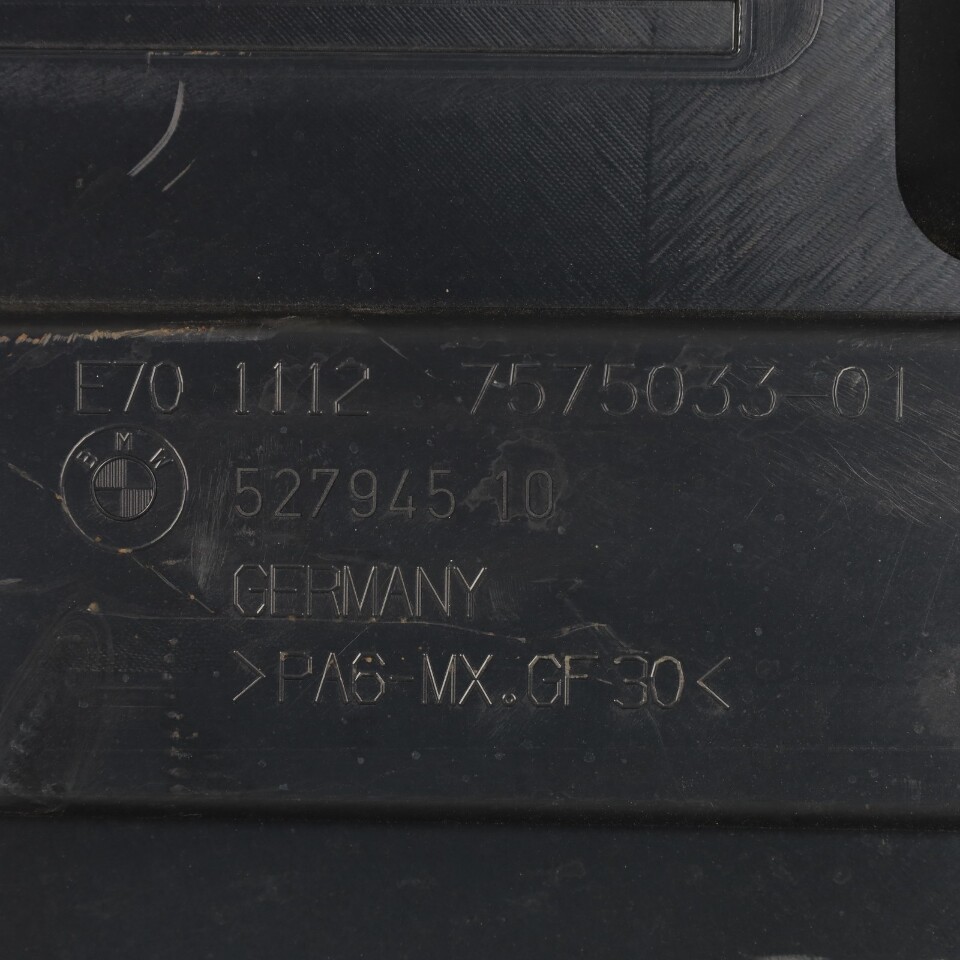 E70 1112 7575033-01
BMW
527945 10
GERMANY
>PA6-MX.GF30<